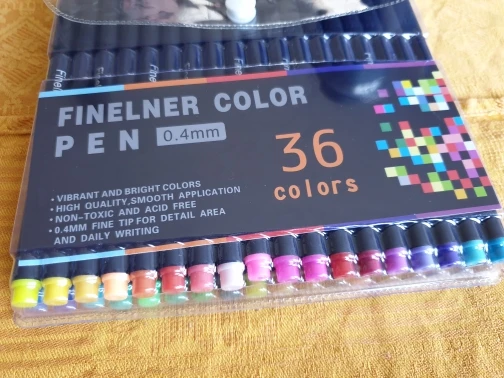 FINELNER COLOR
PEN 0.4mm
36
colors
• VIBRANT AND BRIGHT COLORS
• HIGH QUALITY,SMOOTH APPLICATION
• NON-TOXIC AND ACID FREE
• 0.4MM FINE TIP FOR DETAIL AREA
AND DAILY WRITING